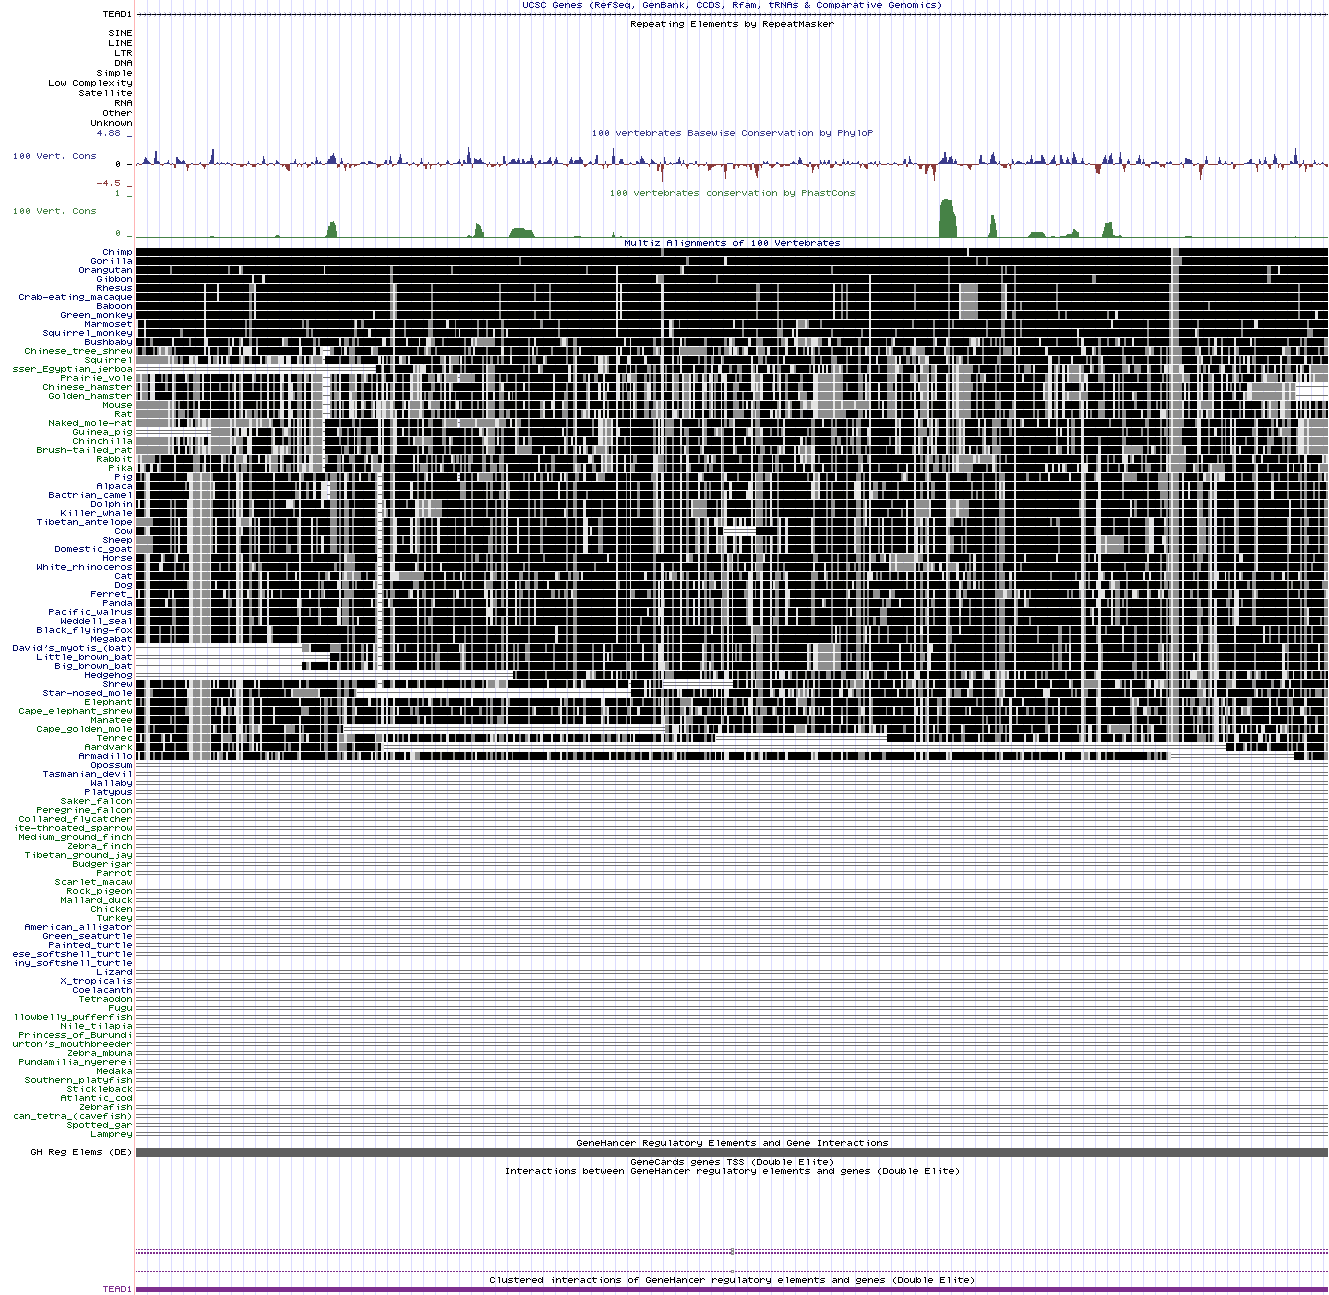 UCSC Genes (RefSeq, GenBank, CCDS, Rfam, tRNAs & Comparative Genomics)
TEAD1
Repeating Elements by RepeatMasker
SINE
LINE
LTR
DNA
Simple
Low Complexity
Satellite
RNA
Other
Unknown
4.88 _
100 vertebrates Basewise Conservation by PhyloP
100 Vert. Cons
0 _
-4.5 _
100 vertebrates conservation by PhastCons
1 _
100 Vert. Cons
0 _
Multiz Alignments of 100 Vertebrates
Chimp
Gorilla
Orangutan
Gibbon
Rhesus
Crab-eating_macaque
Baboon
Green_monkey
Marmoset
Squirrel_monkey
Bushbaby
Chinese_tree_shrew
Squirrel
sser_Egyptian_jerboa
Prairie_vole
Chinese_hamster
Golden_hamster
Mouse
Rat
Naked_mole-rat
Guinea_pig
Chinchilla
Brush-tailed_rat
Rabbit
Pika
Pig
Alpaca
Bactrian_camel
Dolphin
Killer_whale
Tibetan_antelope
Cow
Sheep
Domestic_goat
Horse
White_rhinoceros
Cat
Dog
Ferret_
Panda
Pacific_walrus
Weddell_seal
Black_flying-fox
Megabat
David's_myotis_(bat)
Little_brown_bat
Big_brown_bat
Hedgehog
Shrew
Star-nosed_mole
Elephant
Cape_elephant_shrew
Manatee
Cape_golden_mole
Tenrec
Aardvark
Armadillo
Opossum
Tasmanian_devil
Wallaby
Platypus
Saker_falcon
Peregrine_falcon
Collared_flycatcher
ite-throated_sparrow
Medium_ground_finch
Zebra_finch
Tibetan_ground_jay
Budgerigar
Parrot
Scarlet_macaw
Rock_pigeon
Mallard_duck
Chicken
Turkey
American_alligator
Green_seaturtle
Painted_turtle
ese_softshell_turtle
iny_softshell_turtle
Lizard
X_tropicalis
Coelacanth
Tetraodon
Fugu
llowbelly_pufferfish
Nile_tilapia
Princess_of_Burundi
urton's_mouthbreeder
Zebra_mbuna
Pundamilia_nyererei
Medaka
Southern_platyfish
Stickleback
Atlantic_cod
Zebrafish
can_tetra_(cavefish)
Spotted_gar
Lamprey
GeneHancer Regulatory Elements and Gene Interactions
GH Reg Elems (DE)
GeneCards genes TSS (Double Elite)
Interactions between GeneHancer regulatory elements and genes (Double Elite)
Clustered interactions of GeneHancer regulatory elements and genes (Double Elite)
TEAD1